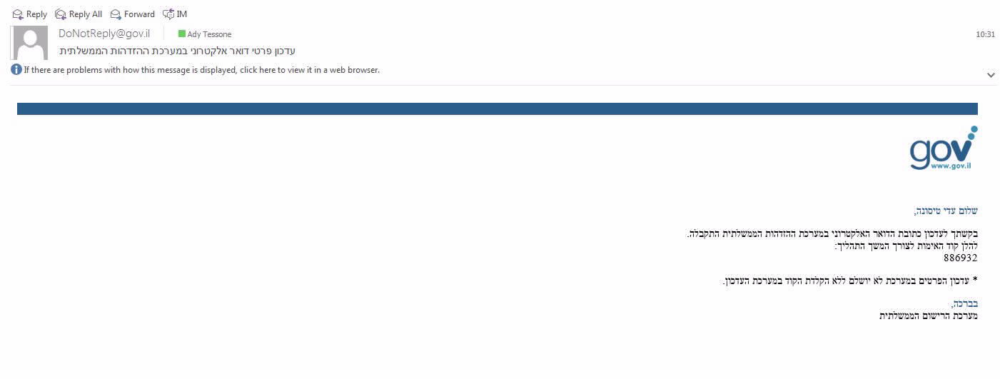 Reply Reply All Forward IM
DoNotReply@gov.il Ady Tessone 10:31
עדכון פרטי דואר אלקטרוני במערכת ההזדהות הממשלתית
If there are problems with how this message is displayed, click here to view it in a web browser.
gov
www.gov.il
שלום עדי טיסונה,
בקשתך לעדכון כתובת הדואר האלקטרוני במערכת ההזדהות הממשלתית התקבלה.
להלן קוד האימות לצורך המשך התהליך:
886932
* עדכון הפרטים במערכת לא יושלם ללא הקלדת הקוד במערכת העדכון.
בברכה,
מערכת הרישום הממשלתית